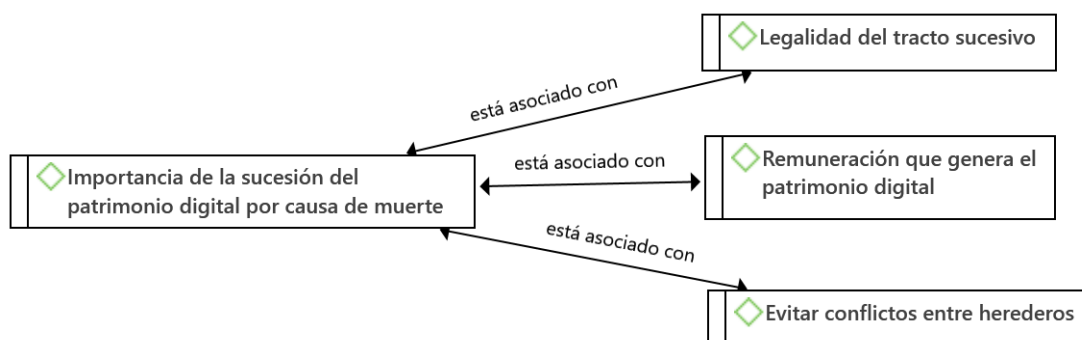 Legalidad del tracto sucesivo
está asociado con
Importancia de la sucesión del
patrimonio digital por causa de muerte
está asociado con
Remuneración que genera el
patrimonio digital
está asociado con
Evitar conflictos entre herederos